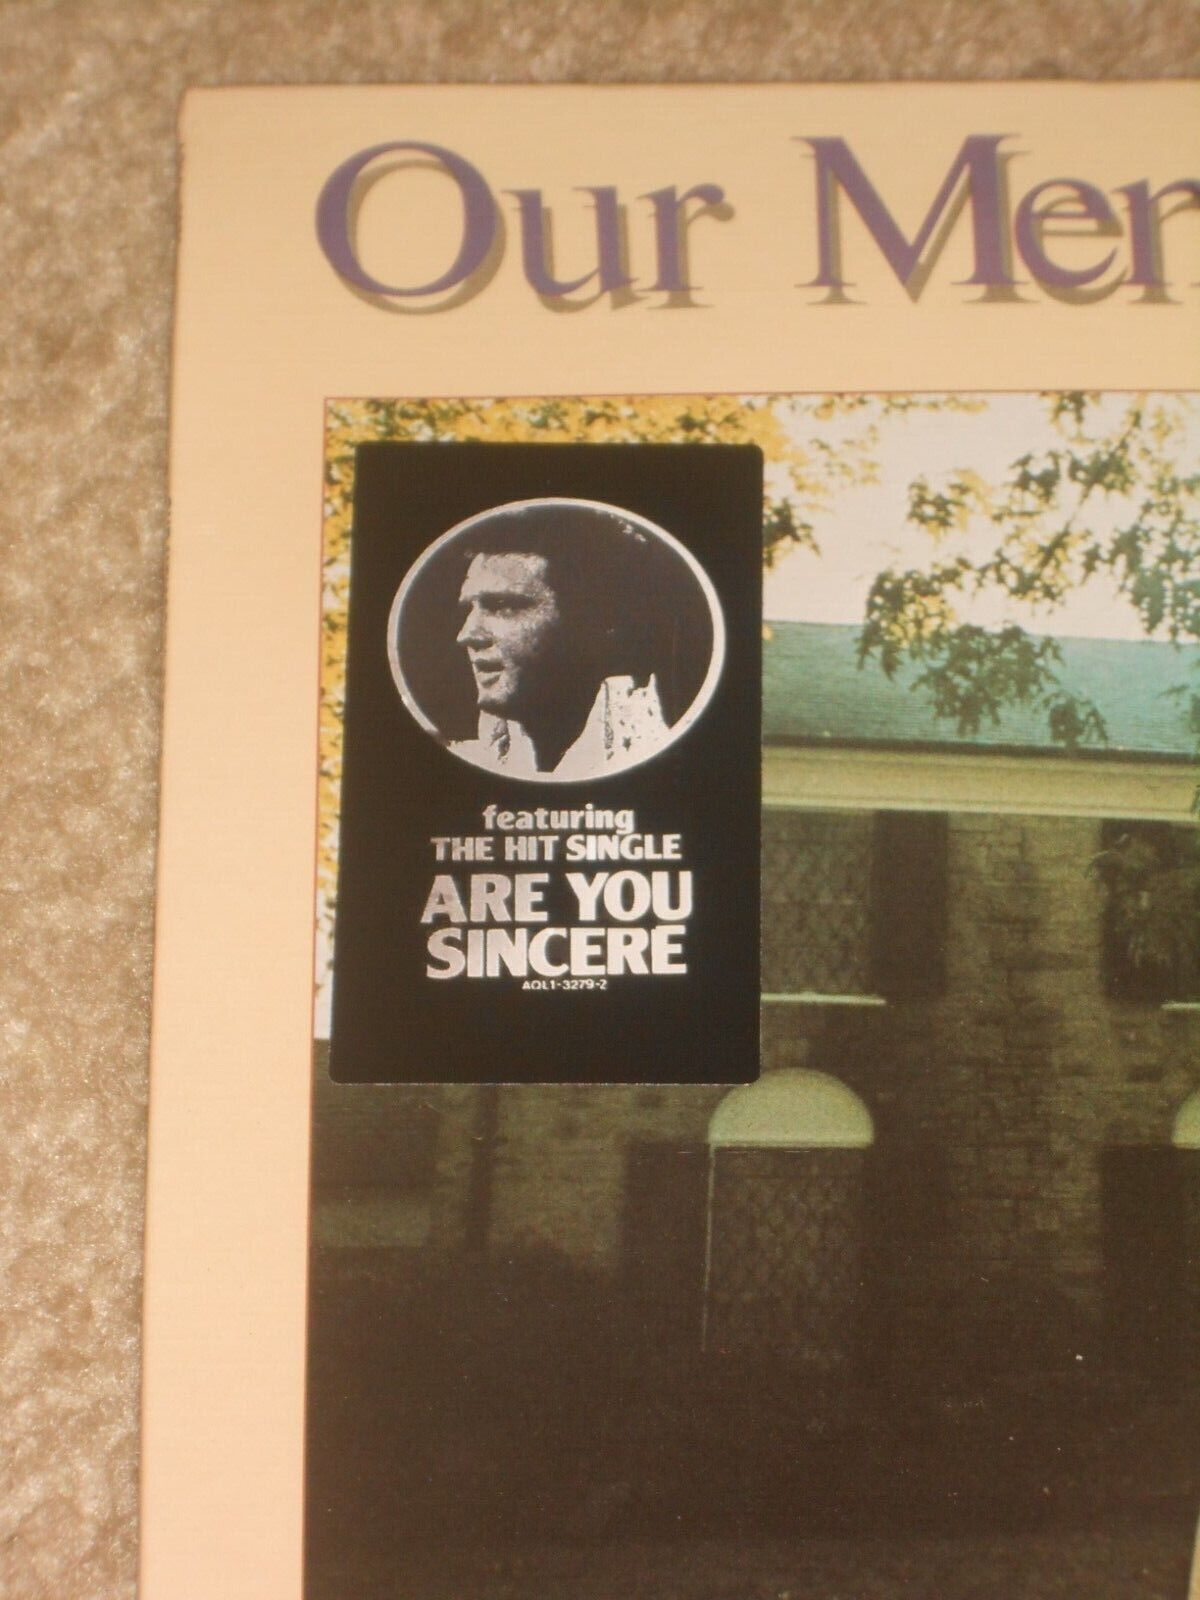 Our Mem
featuring
THE HIT SINGLE
ARE YOU
SINCERE
AQL1-3279-2